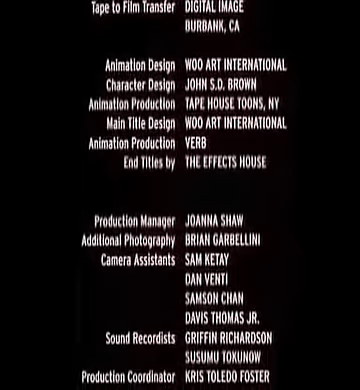 Tape to Film Transfer DIGITAL IMAGE
BURBANK, CA
Animation Design WOO ART INTERNATIONAL
Character Design JOHN S.D. BROWN
Animation Production TAPE HOUSE TOONS, NY
Main Title Design WOO ART INTERNATIONAL
Animation Production VERB
End Titles by THE EFFECTS HOUSE
Production Manager JOANNA SHAW
Additional Photography BRIAN GARBELLINI
Camera Assistants SAM KETAY
DAN VENTI
SAMSON CHAN
DAVIS THOMAS JR.
Sound Recordists GRIFFIN RICHARDSON
SUSUMU TOKUNOW
Production Coordinator KRIS TOLEDO FOSTER